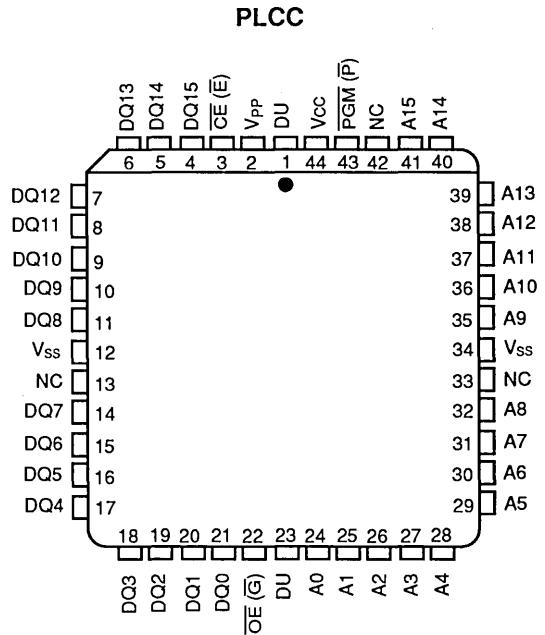 PLCC
DQ13 DQ14 DQ15 C̅E̅ (E̅) VPP DU VCC P̅G̅M̅ (P̅) NC A15 A14
6 5 4 3 2 1 44 43 42 41 40
DQ12 7 39 A13
DQ11 8 38 A12
DQ10 9 37 A11
DQ9 10 36 A10
DQ8 11 35 A9
VSS 12 34 VSS
NC 13 33 NC
DQ7 14 32 A8
DQ6 15 31 A7
DQ5 16 30 A6
DQ4 17 29 A5
18 19 20 21 22 23 24 25 26 27 28
DQ3 DQ2 DQ1 DQ0 O̅E̅ (G̅) DU A0 A1 A2 A3 A4